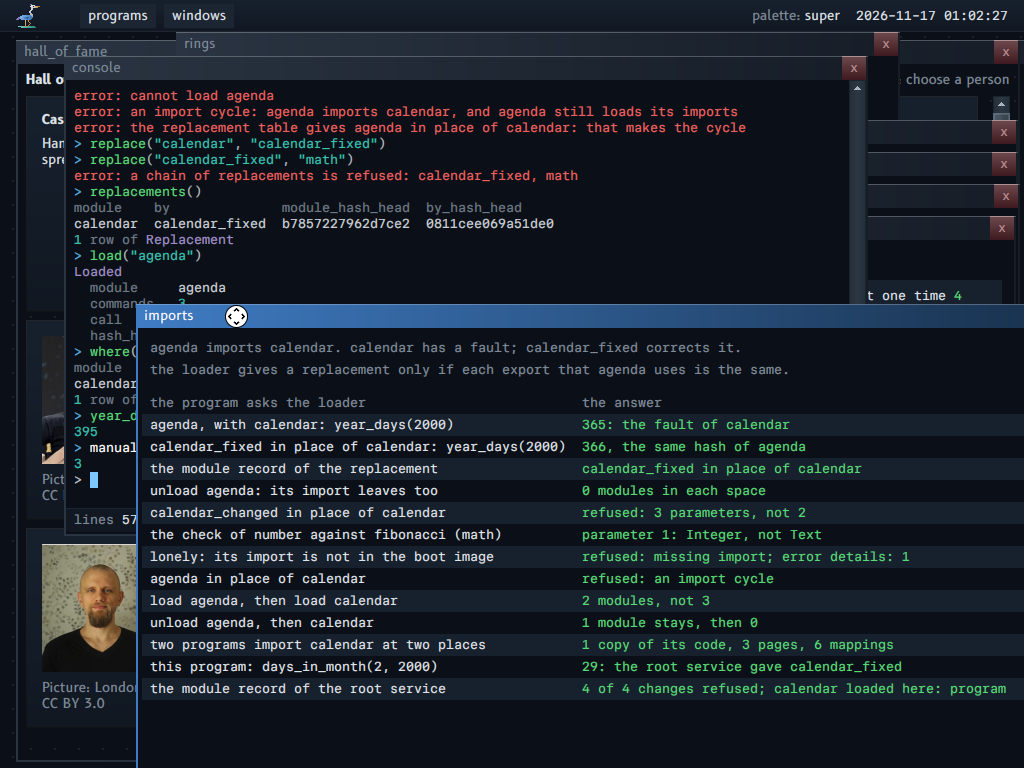 programs windows palette: super 2026-11-17 01:02:27
rings
hall_of_fame
console
Hall o
choose a person
Cas
Han
spre
error: cannot load agenda
error: an import cycle: agenda imports calendar, and agenda still loads its imports
error: the replacement table gives agenda in place of calendar: that makes the cycle
> replace("calendar", "calendar_fixed")
> replace("calendar_fixed", "math")
error: a chain of replacements is refused: calendar_fixed, math
> replacements()
module by module_hash_head by_hash_head
calendar calendar_fixed b7857227962d7ce2 0811cee069a51de0
1 row of Replacement
> load("agenda")
Loaded
module agenda
commands 3
call
hash_h
> where(
module
calendar
1 row of
> year_d
395
> manual
3
>
lines 57
t one time 4
Pict
CC
Picture: London
CC BY 3.0
imports
agenda imports calendar. calendar has a fault; calendar_fixed corrects it.
the loader gives a replacement only if each export that agenda uses is the same.
the program asks the loader the answer
agenda, with calendar: year_days(2000) 365: the fault of calendar
calendar_fixed in place of calendar: year_days(2000) 366, the same hash of agenda
the module record of the replacement calendar_fixed in place of calendar
unload agenda: its import leaves too 0 modules in each space
calendar_changed in place of calendar refused: 3 parameters, not 2
the check of number against fibonacci (math) parameter 1: Integer, not Text
lonely: its import is not in the boot image refused: missing import; error details: 1
agenda in place of calendar refused: an import cycle
load agenda, then load calendar 2 modules, not 3
unload agenda, then calendar 1 module stays, then 0
two programs import calendar at two places 1 copy of its code, 3 pages, 6 mappings
this program: days_in_month(2, 2000) 29: the root service gave calendar_fixed
the module record of the root service 4 of 4 changes refused; calendar loaded here: program